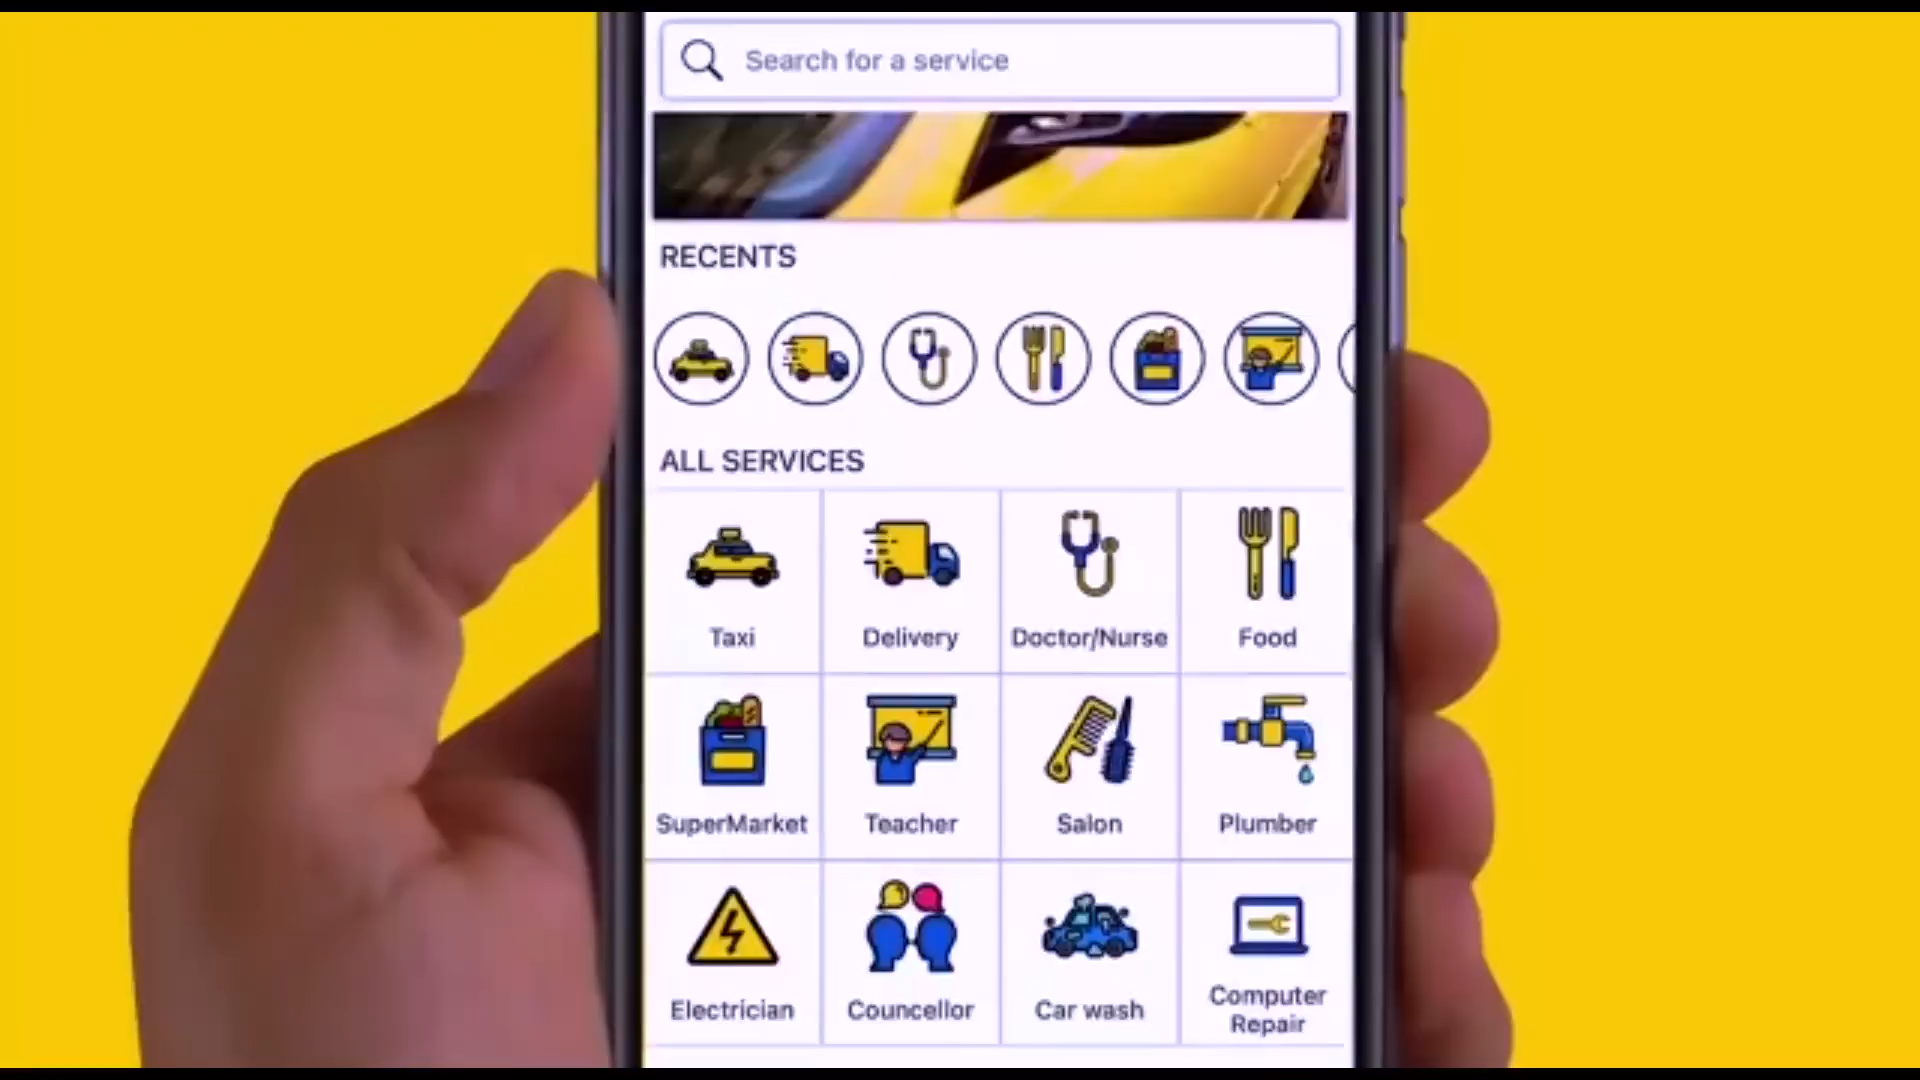 Search for a service
RECENTS
ALL SERVICES
Taxi
Delivery
Doctor/Nurse
Food
SuperMarket
Teacher
Salon
Plumber
Electrician
Councellor
Car wash
Computer
Repair